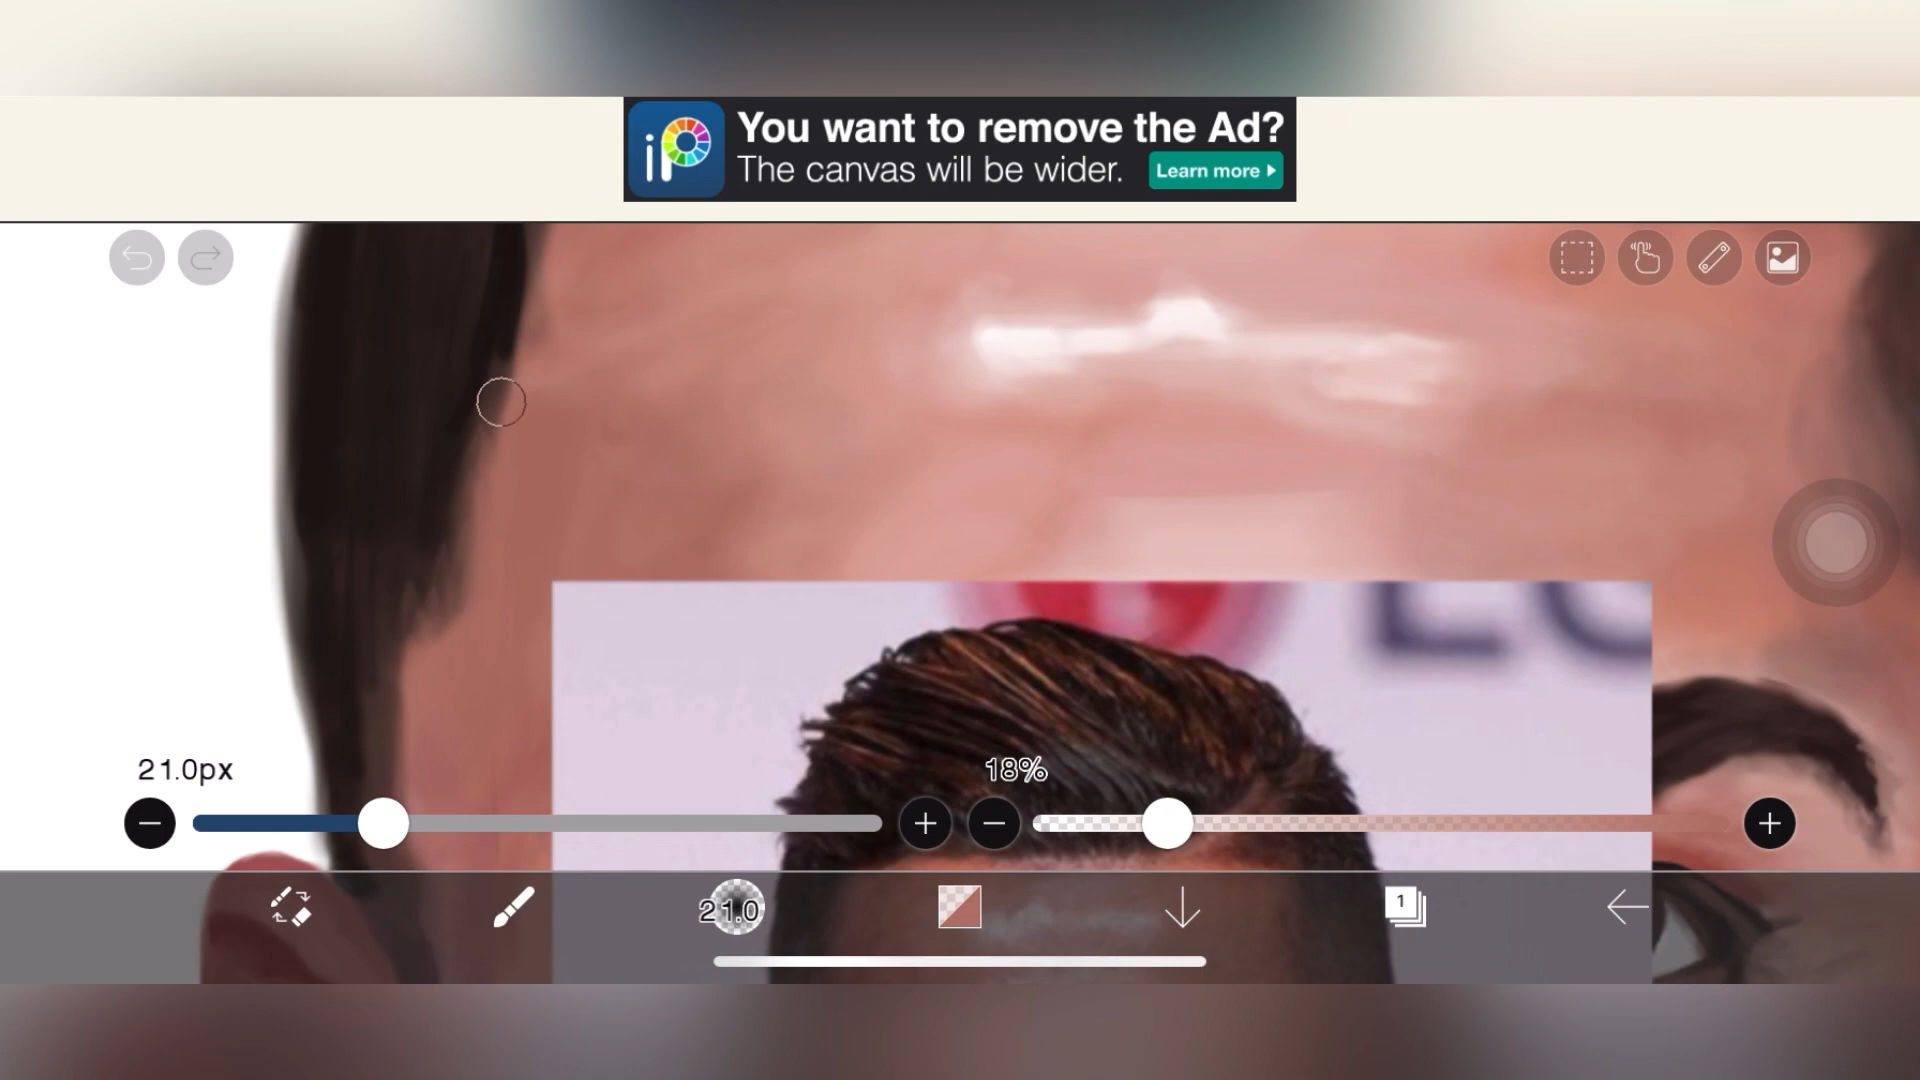 iP
You want to remove the Ad?
The canvas will be wider.
Learn more
21.0px
18%
21.0
1